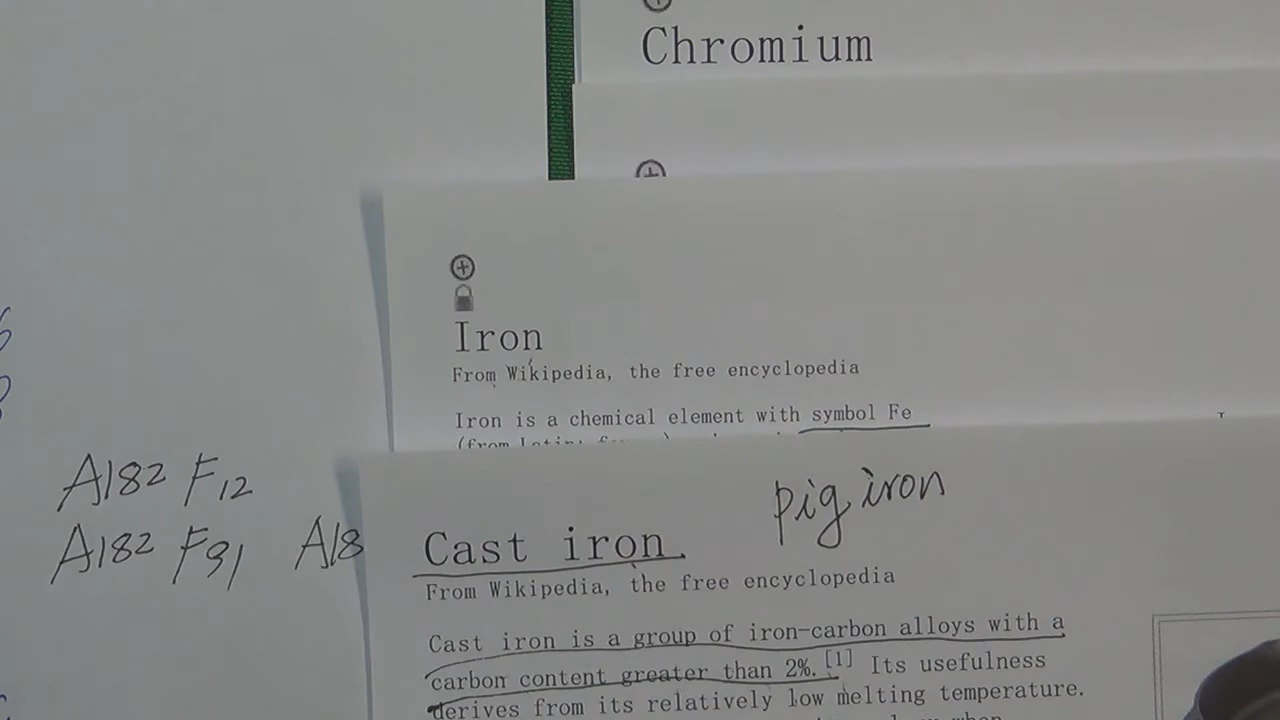 Chromium
Iron
From Wikipedia, the free encyclopedia
Iron is a chemical element with symbol Fe
A182 F12
A182 F91 A18
pig iron
Cast iron
From Wikipedia, the free encyclopedia
Cast iron is a group of iron-carbon alloys with a
carbon content greater than 2%.[1] Its usefulness
derives from its relatively low melting temperature.